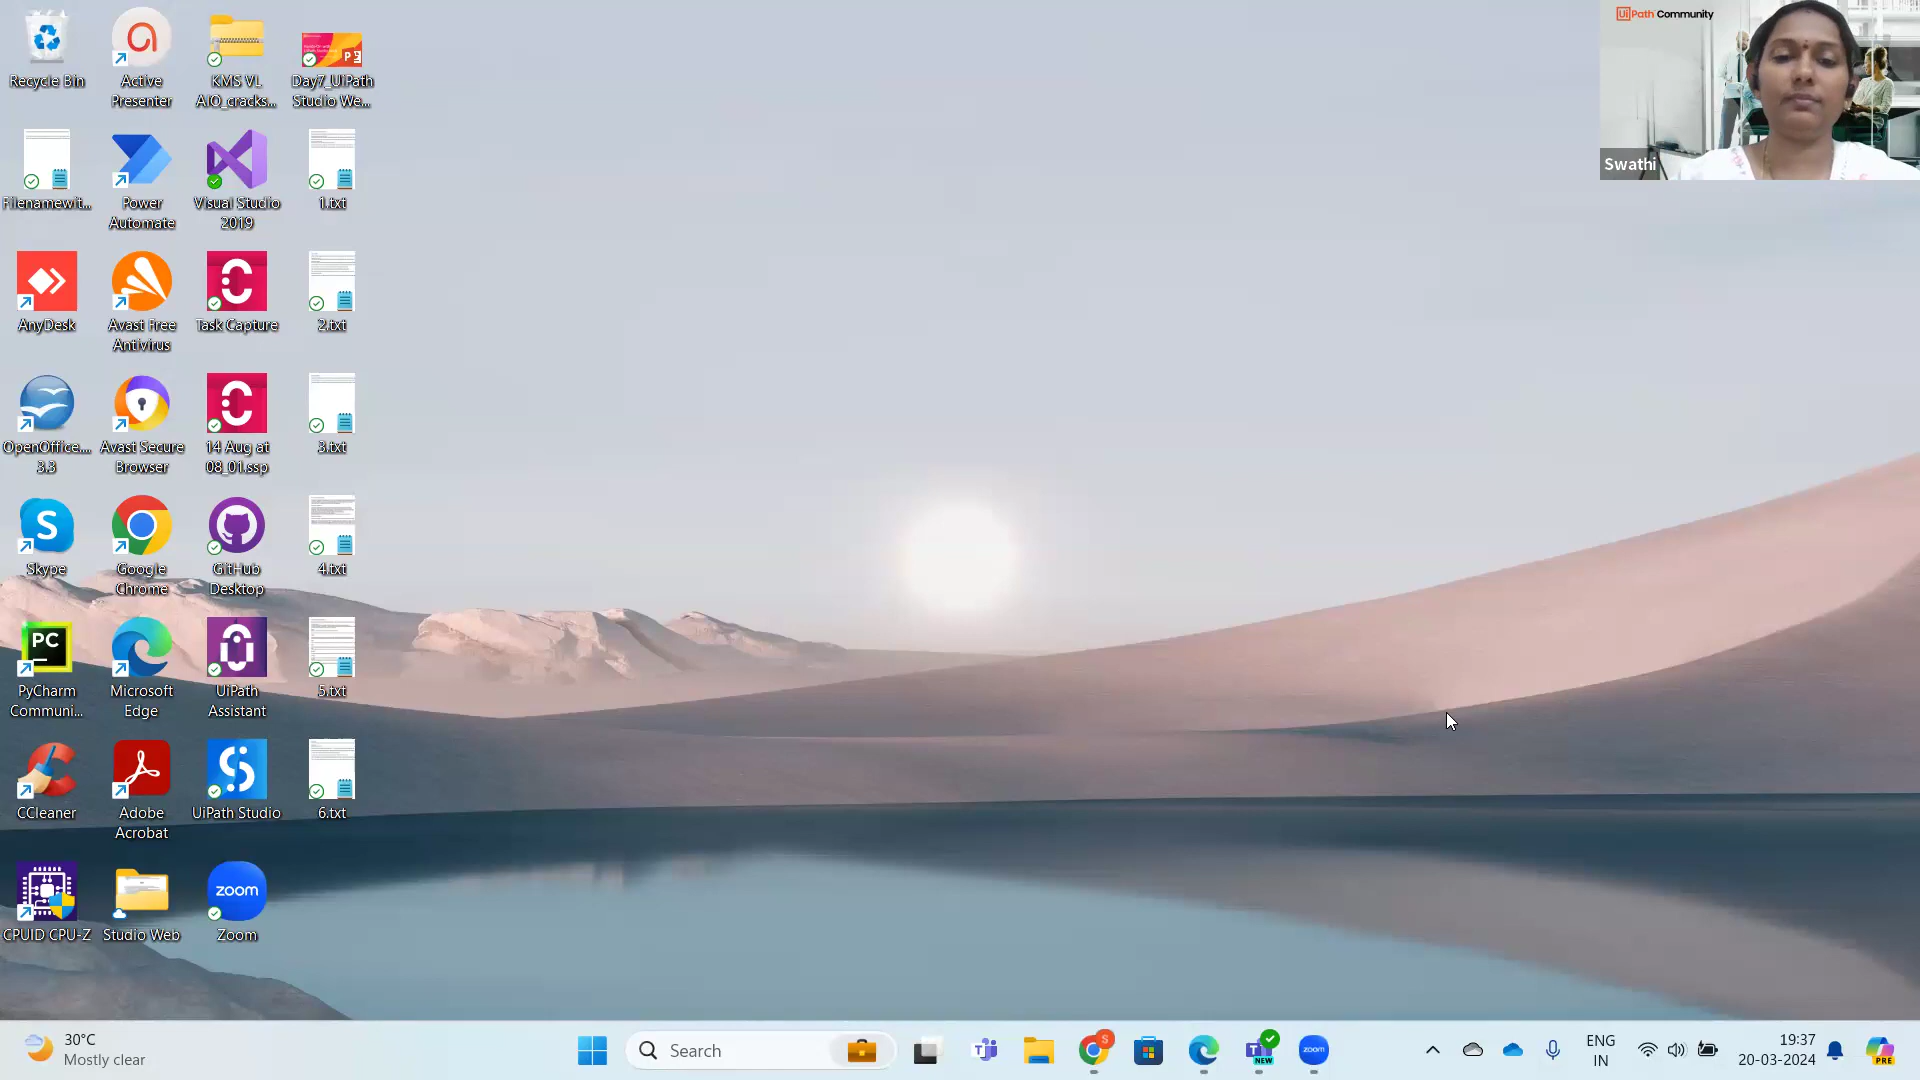 Recycle Bin
Active
Presenter
KMS VL
AIO_cracks...
Day7_UiPath
Studio We...
UiPath Community
Swathi
Filenamewit...
Power
Automate
Visual Studio
2019
1.txt
AnyDesk
Avast Free
Antivirus
Task Capture
2.txt
OpenOffice....
3.3
Avast Secure
Browser
14 Aug at
08_01.ssp
3.txt
S
Skype
Google
Chrome
GitHub
Desktop
4.txt
PC
PyCharm
Communi...
Microsoft
Edge
UiPath
Assistant
5.txt
CCleaner
Adobe
Acrobat
UiPath Studio
6.txt
CPUID CPU-Z
Studio Web
zoom
Zoom
30°C
Mostly clear
Search
S
NEW
zoom
ENG
IN
19:37
20-03-2024
PRE